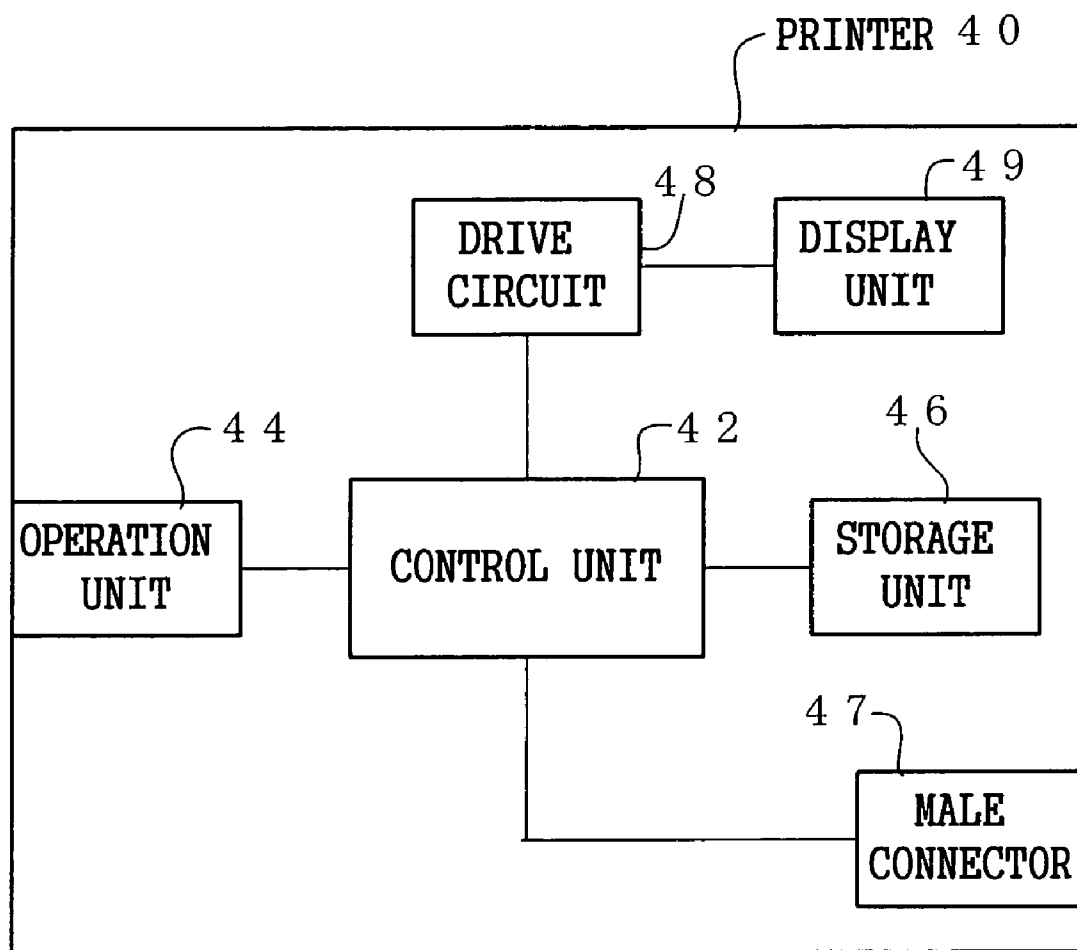 PRINTER 40
48
49
DRIVE
CIRCUIT
DISPLAY
UNIT
44
42
46
OPERATION
UNIT
CONTROL UNIT
STORAGE
UNIT
47
MALE
CONNECTOR